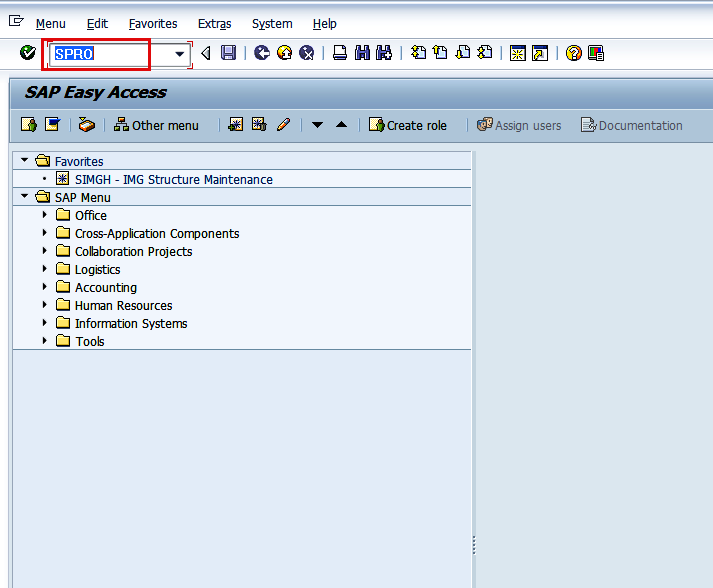 Menu Edit Favorites Extras System Help
SPRO
SAP Easy Access
Other menu Create role Assign users Documentation
Favorites
SIMGH - IMG Structure Maintenance
SAP Menu
Office
Cross-Application Components
Collaboration Projects
Logistics
Accounting
Human Resources
Information Systems
Tools